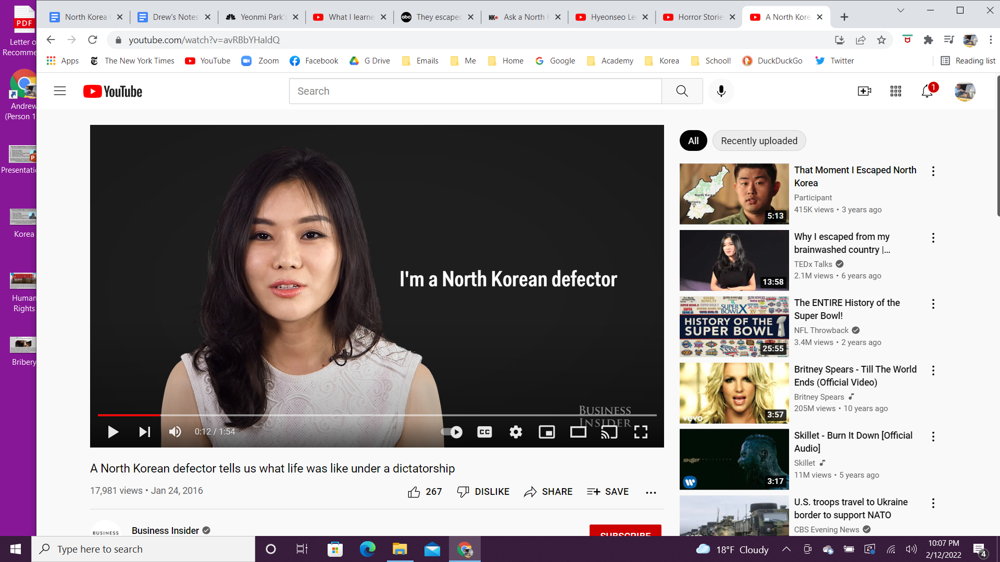 PDF
Letter o
Recomme
Andrew
(Person 1
Presentatio
Korea
Human
Rights
Bribery
North Korea
Drew's Notes
Yeonmi Park's
What I learne
They escaped
Ask a North
Hyeonseo Le
Horror Storie
A North Kore
youtube.com/watch?v=avRBbYHaldQ
Apps
The New York Times
YouTube
Zoom
Facebook
G Drive
Emails
Me
Home
Google
Academy
Korea
School!
DuckDuckGo
Twitter
Reading list
YouTube
Search
1
I'm a North Korean defector
BUSINESS
INSIDER
0:12 / 1:54
CC
A North Korean defector tells us what life was like under a dictatorship
17,981 views • Jan 24, 2016
267
DISLIKE
SHARE
SAVE
BUSINESS
Business Insider
SUBSCRIBE
All
Recently uploaded
North Korea
5:13
That Moment I Escaped North
Korea
Participant
415K views • 3 years ago
13:58
Why I escaped from my
brainwashed country |...
TEDx Talks
2.1M views • 6 years ago
HISTORY OF THE
SUPER BOWL
25:55
The ENTIRE History of the
Super Bowl!
NFL Throwback
3.4M views • 2 years ago
vevo
3:57
Britney Spears - Till The World
Ends (Official Video)
Britney Spears
205M views • 10 years ago
SKILLET
3:17
Skillet - Burn It Down [Official
Audio]
Skillet
11M views • 5 years ago
U.S. troops travel to Ukraine
border to support NATO
CBS Evening News
Type here to search
18°F Cloudy
10:07 PM
2/12/2022
4